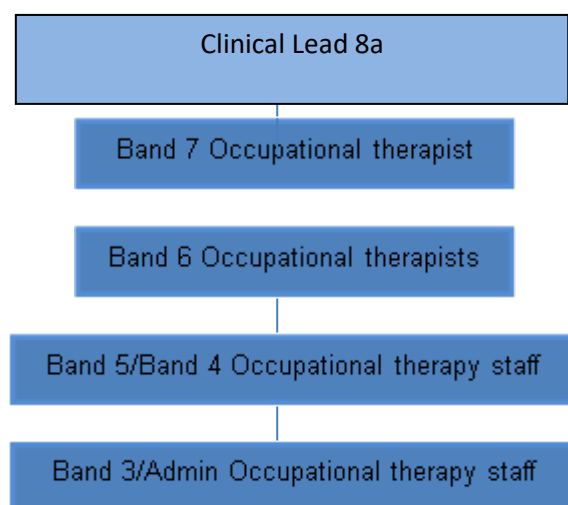 Clinical Lead 8a
Band 7 Occupational therapist
Band 6 Occupational therapists
Band 5/Band 4 Occupational therapy staff
Band 3/Admin Occupational therapy staff